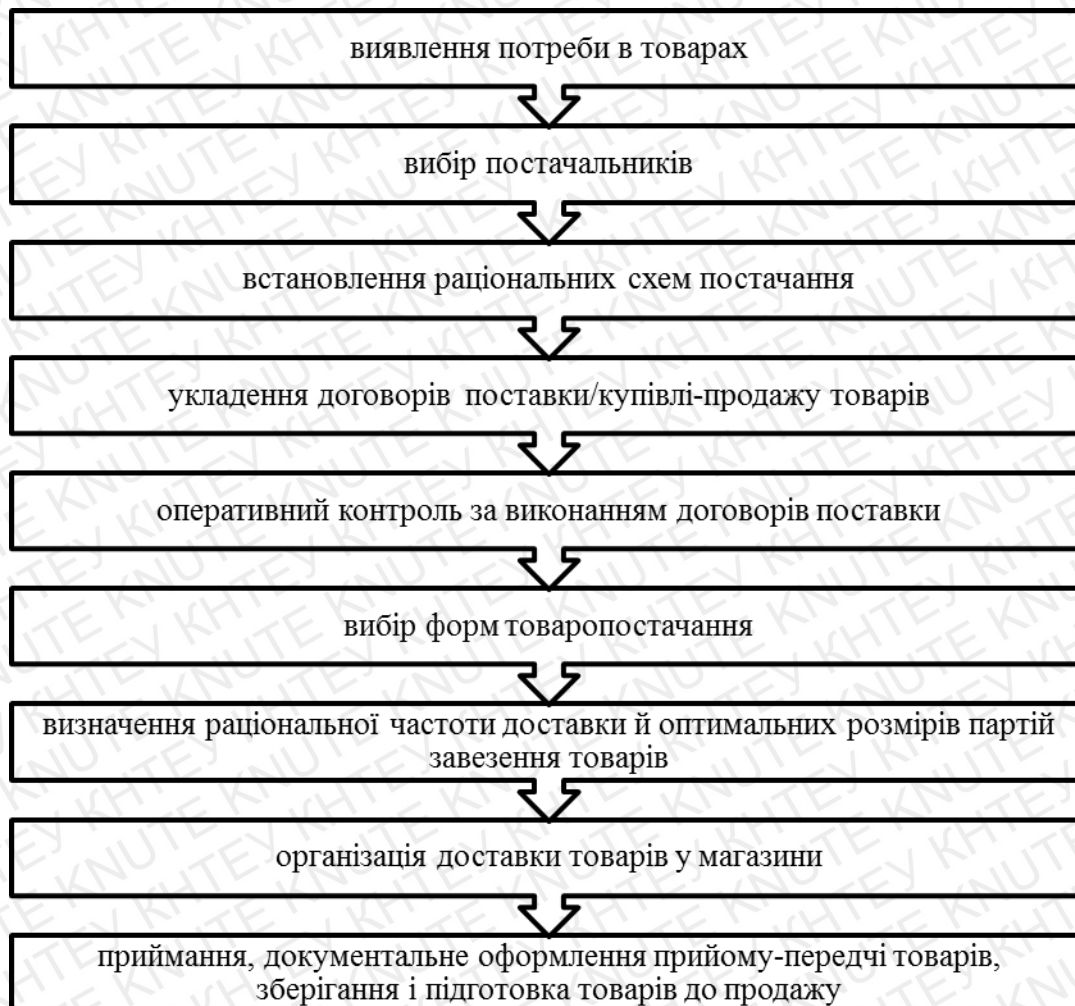 виявлення потреби в товарах
вибір постачальників
встановлення раціональних схем постачання
укладення договорів поставки/купівлі-продажу товарів
оперативний контроль за виконанням договорів поставки
вибір форм товаропостачання
визначення раціональної частоти доставки й оптимальних розмірів партій
завезення товарів
організація доставки товарів у магазини
приймання, документальне оформлення прийому-передчі товарів,
зберігання і підготовка товарів до продажу